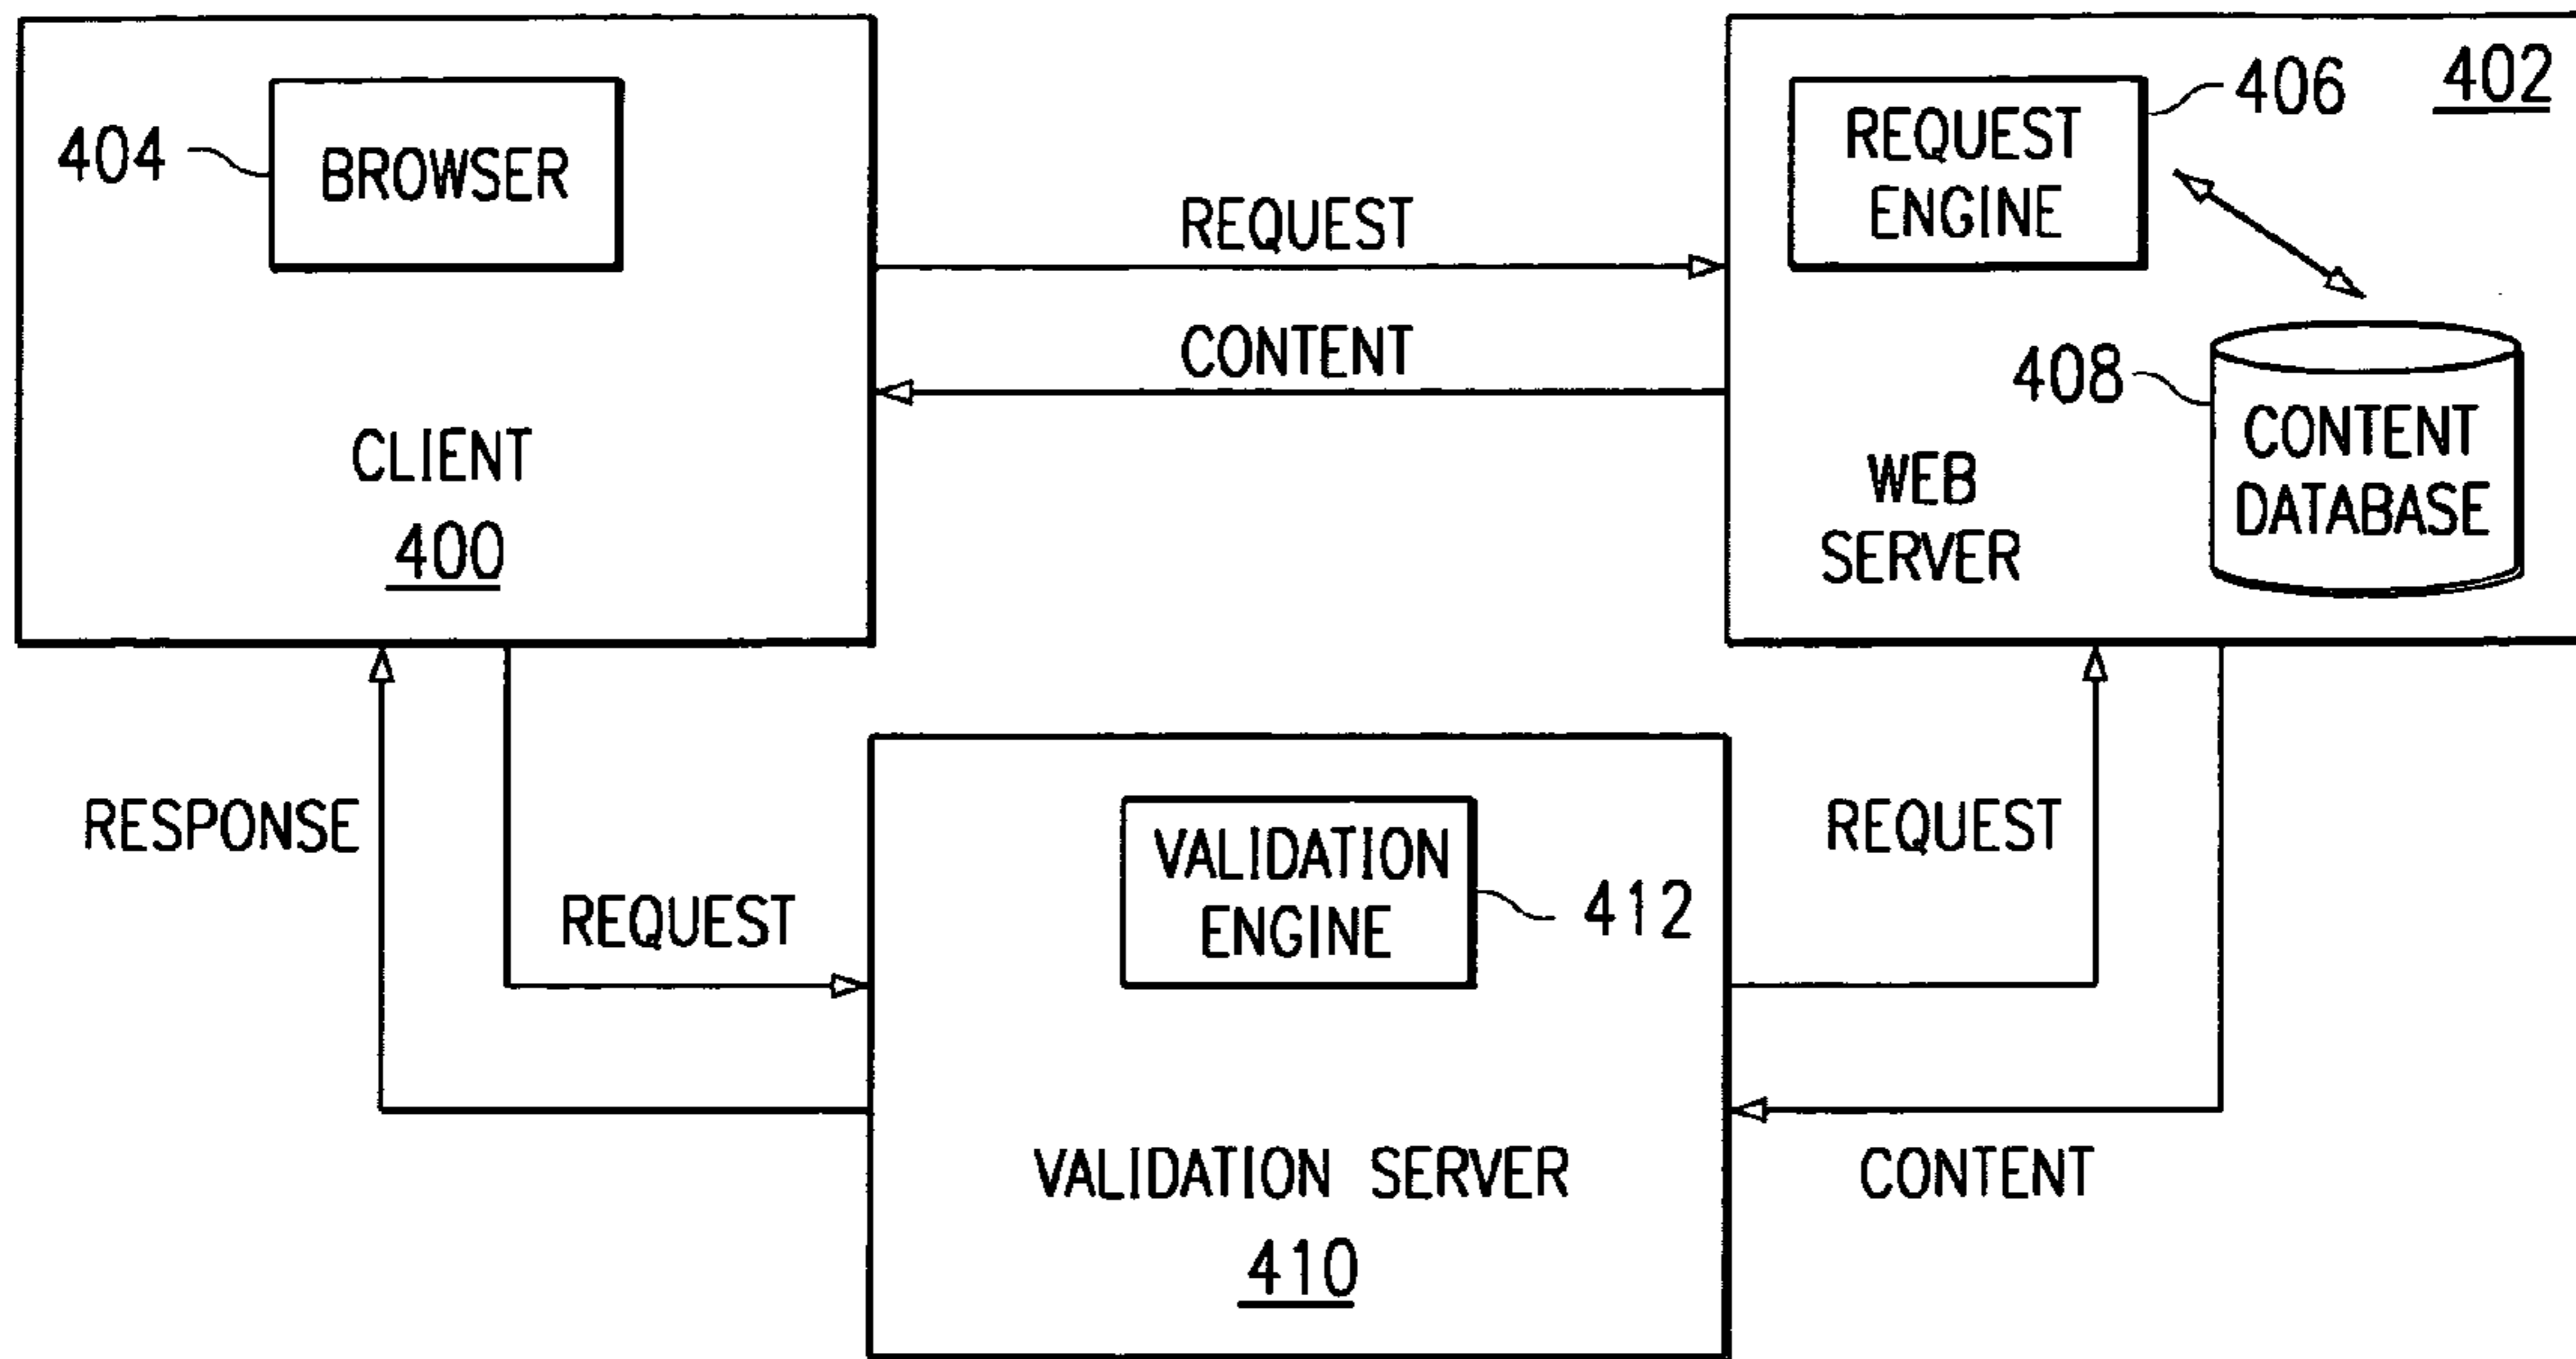 404
BROWSER
CLIENT
400
REQUEST
CONTENT
402
406
REQUEST
ENGINE
408
CONTENT
DATABASE
WEB
SERVER
RESPONSE
REQUEST
VALIDATION
ENGINE
412
VALIDATION SERVER
410
REQUEST
CONTENT